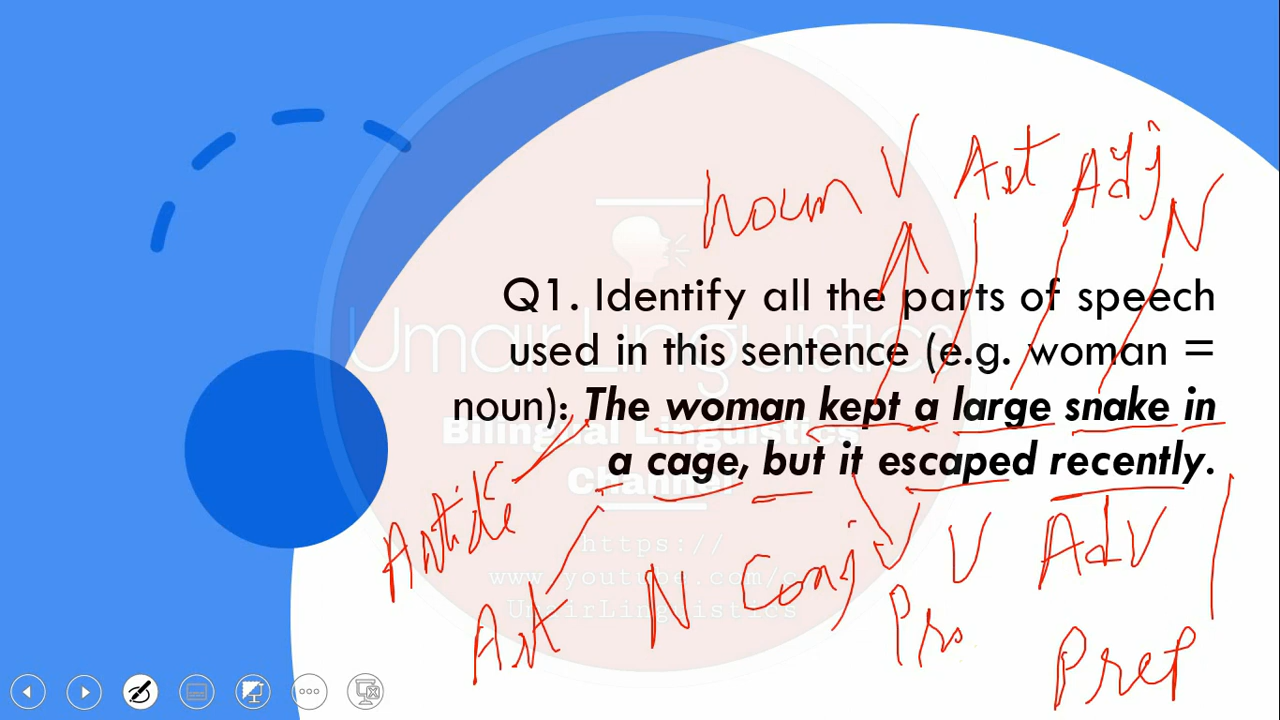 noun V Art Adj N
Q1. Identify all the parts of speech
used in this sentence (e.g. woman =
noun): The woman kept a large snake in
a cage, but it escaped recently.
Umair Linguistics
Bilingual Linguistics
Channel
https://
www.youtube.com/c
UmairLinguistics
Article
Art N Conj V V Adv
Pro Prep